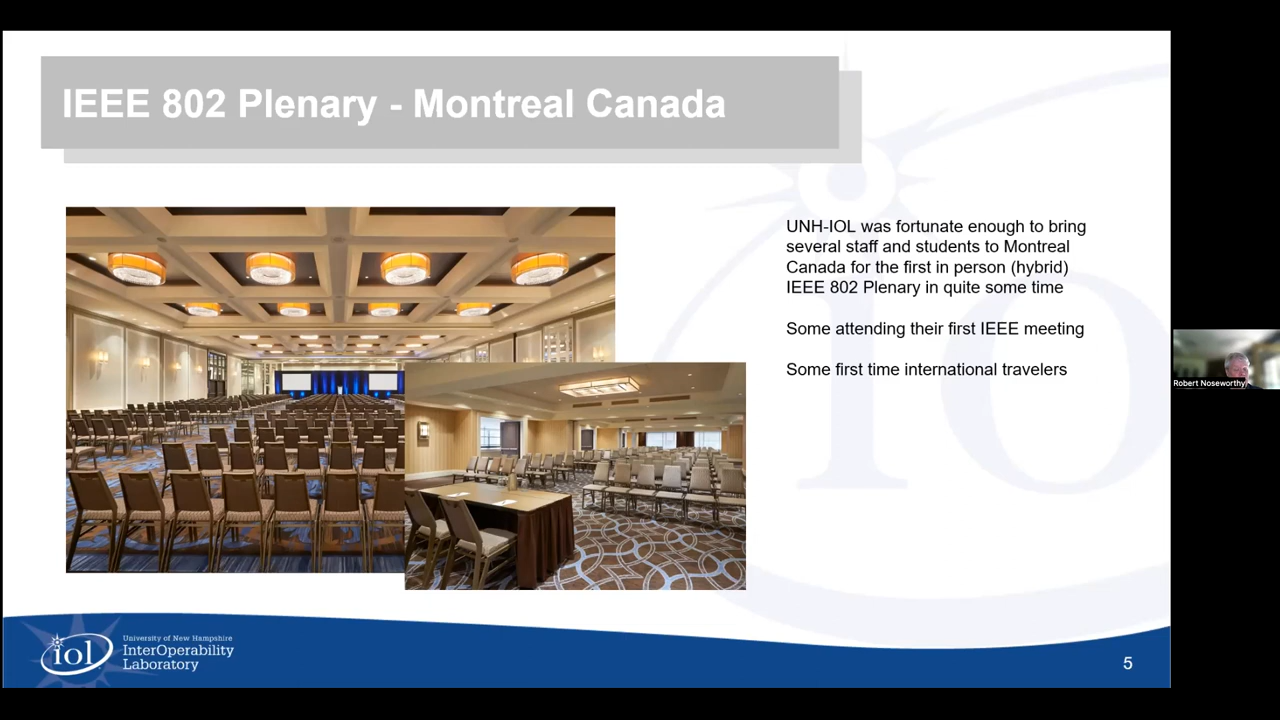 IEEE 802 Plenary - Montreal Canada
UNH-IOL was fortunate enough to bring
several staff and students to Montreal
Canada for the first in person (hybrid)
IEEE 802 Plenary in quite some time
Some attending their first IEEE meeting
Some first time international travelers
Robert Noseworthy
iol
University of New Hampshire
InterOperability
Laboratory
5